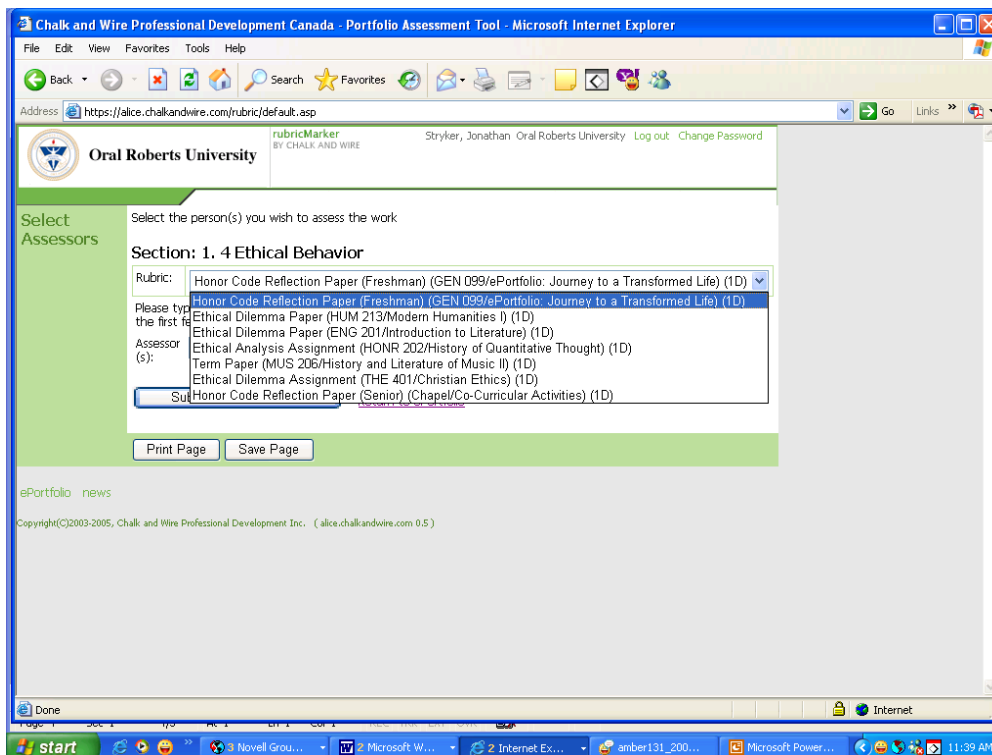 Chalk and Wire Professional Development Canada - Portfolio Assessment Tool - Microsoft Internet Explorer
File Edit View Favorites Tools Help
Back Search Favorites
Address https://alice.chalkandwire.com/rubric/default.asp Go Links »
Oral Roberts University
rubricMarker
BY CHALK AND WIRE
Stryker, Jonathan Oral Roberts University Log out Change Password
Select
Assessors
Select the person(s) you wish to assess the work
Section: 1. 4 Ethical Behavior
Rubric: Honor Code Reflection Paper (Freshman) (GEN 099/ePortfolio: Journey to a Transformed Life) (1D)
Honor Code Reflection Paper (Freshman) (GEN 099/ePortfolio: Journey to a Transformed Life) (1D)
Ethical Dilemma Paper (HUM 213/Modern Humanities I) (1D)
Ethical Dilemma Paper (ENG 201/Introduction to Literature) (1D)
Ethical Analysis Assignment (HONR 202/History of Quantitative Thought) (1D)
Term Paper (MUS 206/History and Literature of Music II) (1D)
Ethical Dilemma Assignment (THE 401/Christian Ethics) (1D)
Honor Code Reflection Paper (Senior) (Chapel/Co-Curricular Activities) (1D)
Please typ
the first fe
Assessor
(s):
Su
Print Page Save Page
ePortfolio news
Copyright(C)2003-2005, Chalk and Wire Professional Development Inc. ( alice.chalkandwire.com 0.5 )
Done Internet
start » 3 Novell Grou... 2 Microsoft W... 2 Internet Ex... amber131_200... Microsoft Power... 11:39 AM